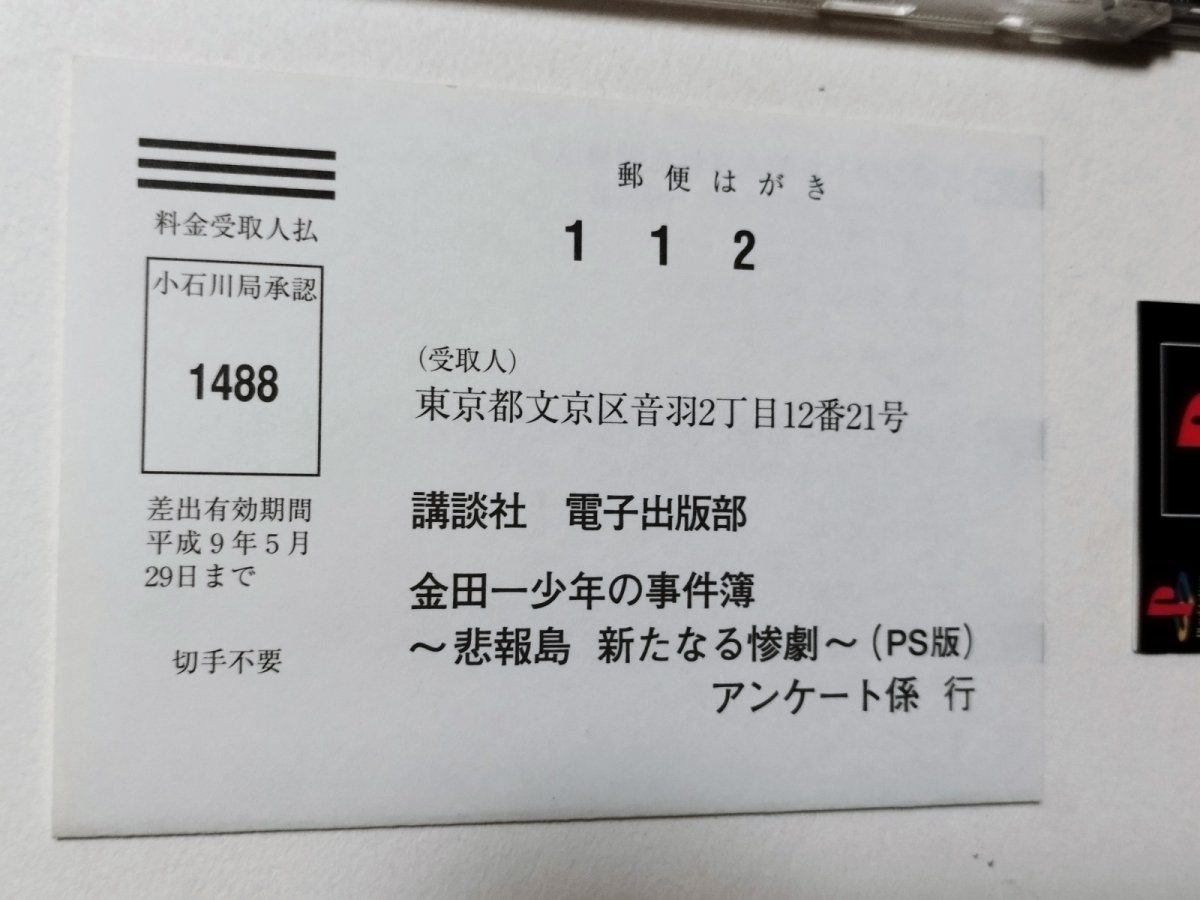 郵便はがき
112
料金受取人払
小石川局承認
1488
差出有効期間
平成9年5月
29日まで
切手不要
(受取人)
東京都文京区音羽2丁目12番21号
講談社 電子出版部
金田一少年の事件簿
～悲報島 新たなる惨劇～(PS版)
アンケート係 行